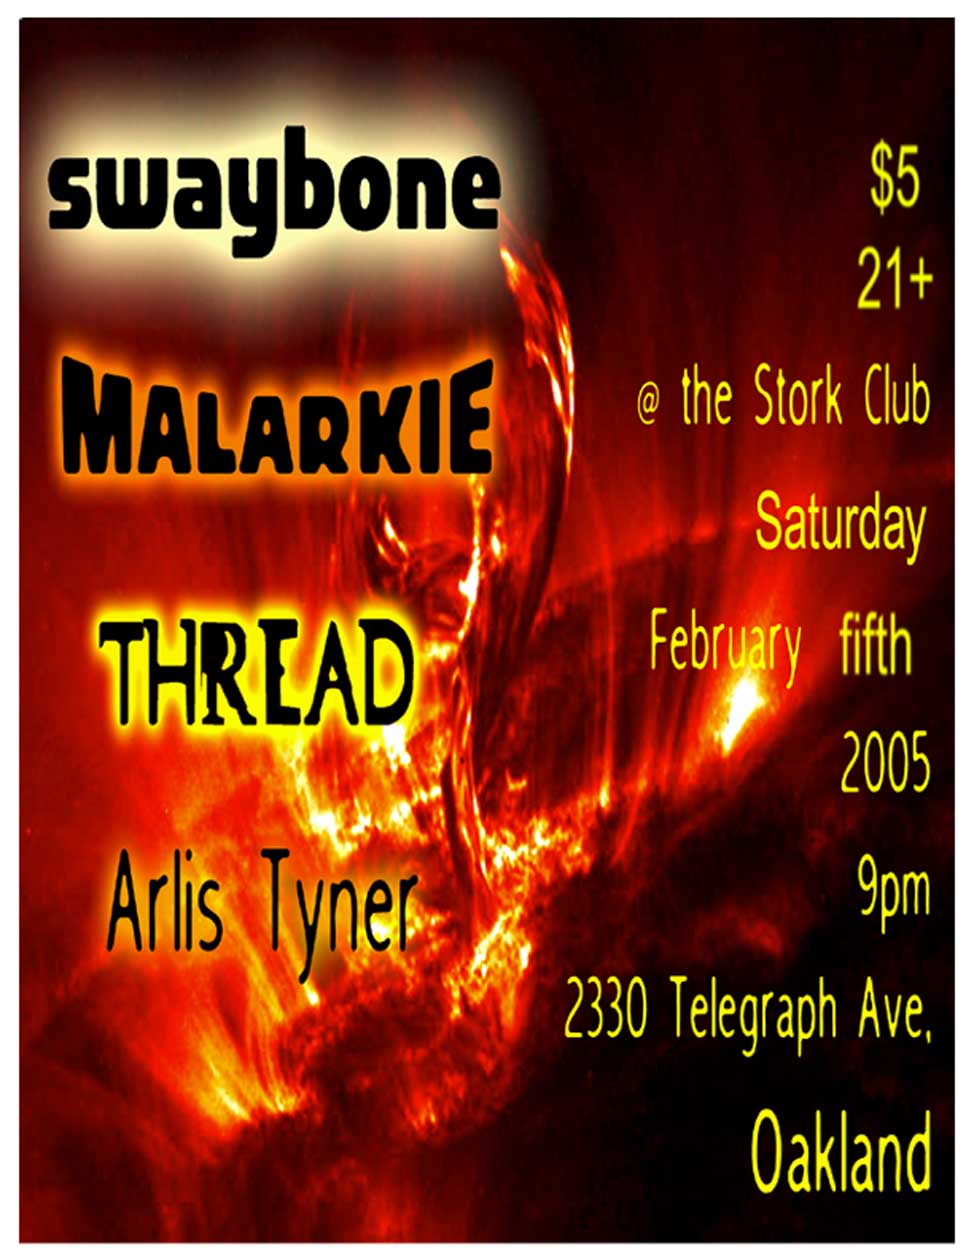 swaybone
MALARKIE
THREAD
Arlis Tyner
$5
21+
@ the Stork Club
Saturday
February fifth
2005
9pm
2330 Telegraph Ave.
Oakland